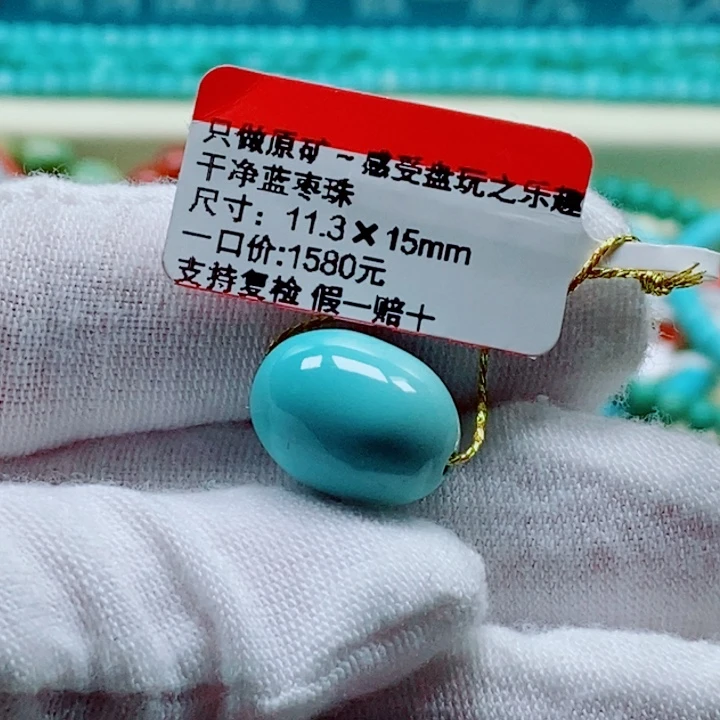 只做原矿~感受盘玩之乐趣
干净蓝枣珠
尺寸：11.3×15mm
一口价:1580元
支持复检 假一赔十